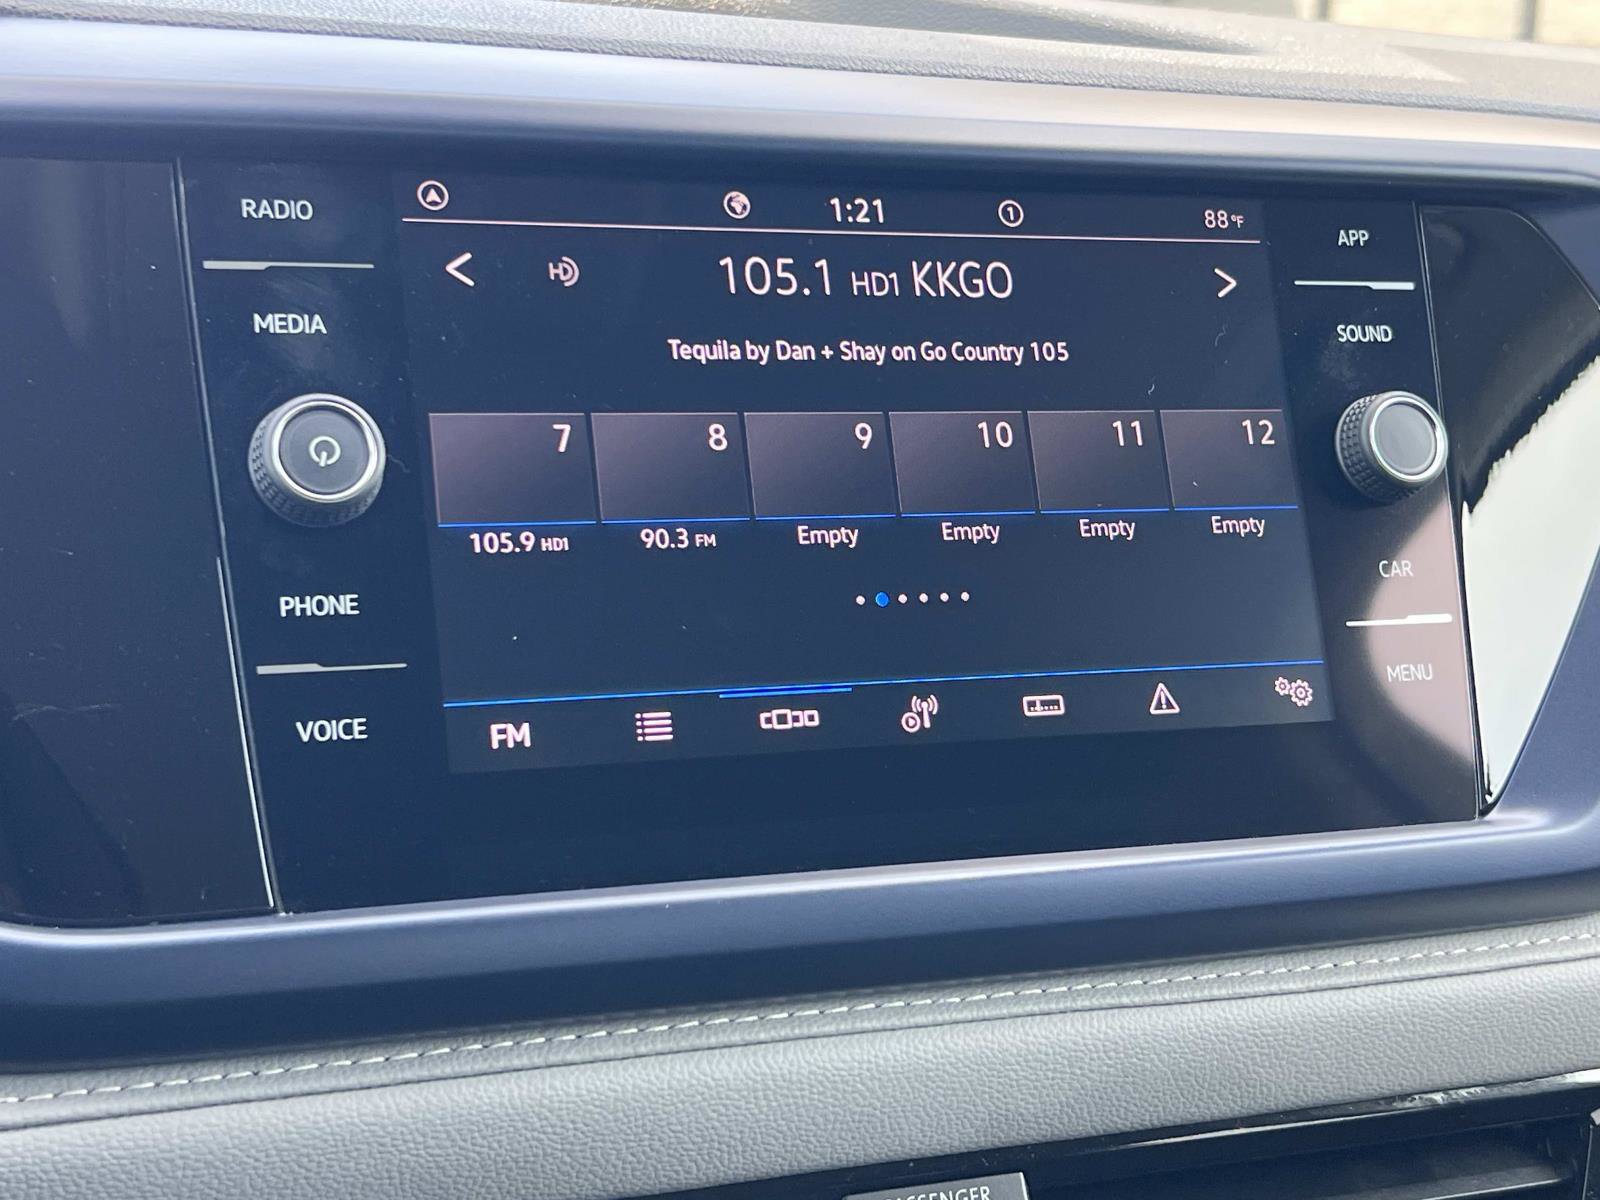 RADIO
MEDIA
PHONE
VOICE
1:21
1
88°F
HD
105.1 HD1 KKGO
Tequila by Dan + Shay on Go Country 105
7
8
9
10
11
12
105.9 HD1
90.3 FM
Empty
Empty
Empty
Empty
FM
APP
SOUND
CAR
MENU